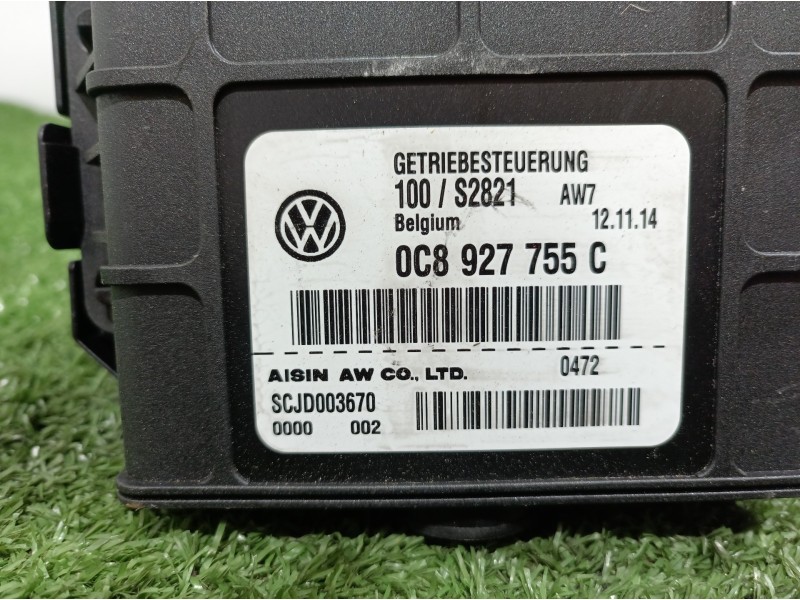 GETRIEBESTEUERUNG
100 / S2821 AW7
Belgium 12.11.14
0C8 927 755 C
AISIN AW CO., LTD. 0472
SCJD003670
0000 002